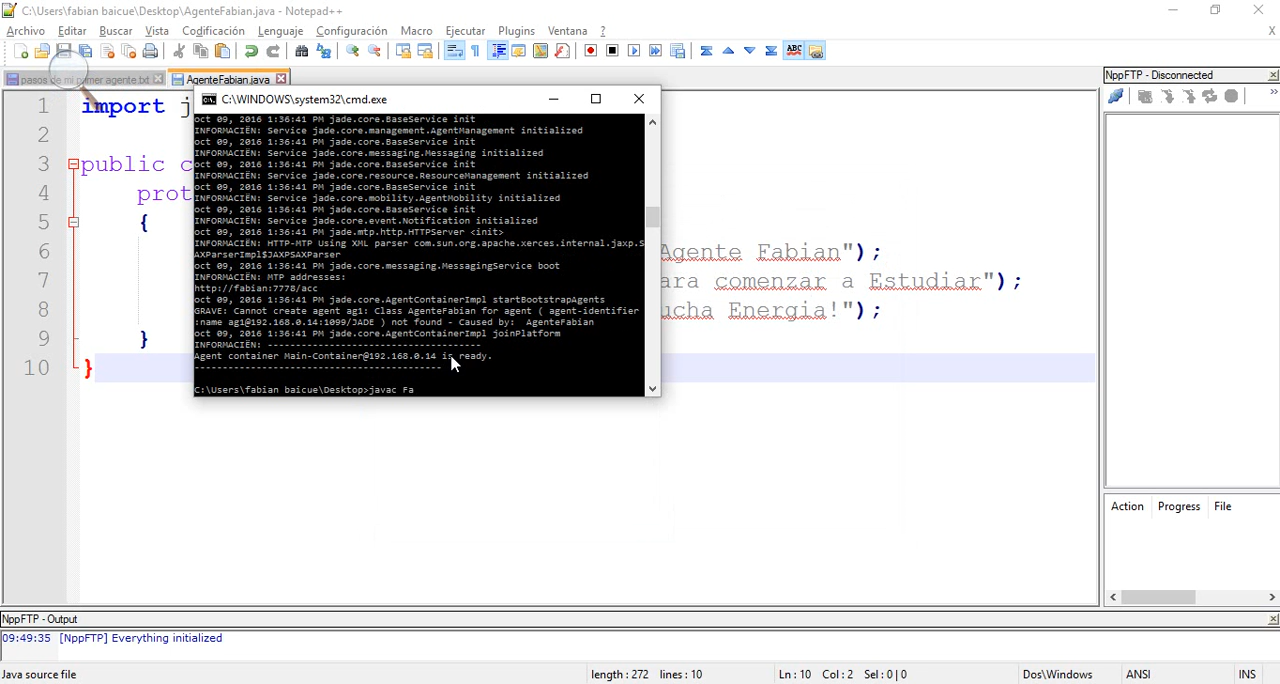 C:\Users\fabian baicue\Desktop\AgenteFabian.java - Notepad++
Archivo Editar Buscar Vista Codificación Lenguaje Configuración Macro Ejecutar Plugins Ventana ? X
pasos de mi primer agente.txt AgenteFabian.java
NppFTP - Disconnected
C:\WINDOWS\system32\cmd.exe
1 import j
2
3 public c
4 prot
5 {
6 Agente Fabian");
7 ara comenzar a Estudiar");
8 ucha Energia!");
9 }
10 }
oct 09, 2016 1:36:41 PM jade.core.BaseService init
INFORMACIËN: Service jade.core.management.AgentManagement initialized
oct 09, 2016 1:36:41 PM jade.core.BaseService init
INFORMACIËN: Service jade.core.messaging.Messaging initialized
oct 09, 2016 1:36:41 PM jade.core.BaseService init
INFORMACIËN: Service jade.core.resource.ResourceManagement initialized
oct 09, 2016 1:36:41 PM jade.core.BaseService init
INFORMACIËN: Service jade.core.mobility.AgentMobility initialized
oct 09, 2016 1:36:41 PM jade.core.BaseService init
INFORMACIËN: Service jade.core.event.Notification initialized
oct 09, 2016 1:36:41 PM jade.mtp.http.HTTPServer <init>
INFORMACIËN: HTTP-MTP Using XML parser com.sun.org.apache.xerces.internal.jaxp.S
AXParserImpl$JAXPSAXParser
oct 09, 2016 1:36:41 PM jade.core.messaging.MessagingService boot
INFORMACIËN: MTP addresses:
http://fabian:7778/acc
oct 09, 2016 1:36:41 PM jade.core.AgentContainerImpl startBootstrapAgents
GRAVE: Cannot create agent ag1: Class AgenteFabian for agent ( agent-identifier
:name ag1@192.168.0.14:1099/JADE ) not found - Caused by:  AgenteFabian
oct 09, 2016 1:36:41 PM jade.core.AgentContainerImpl joinPlatform
INFORMACIËN: --------------------------------------
Agent container Main-Container@192.168.0.14 is ready.
--------------------------------------------
C:\Users\fabian baicue\Desktop>javac Fa
Action Progress File
NppFTP - Output
09:49:35 [NppFTP] Everything initialized
Java source file length : 272 lines : 10 Ln : 10 Col : 2 Sel : 0 | 0 Dos\Windows ANSI INS